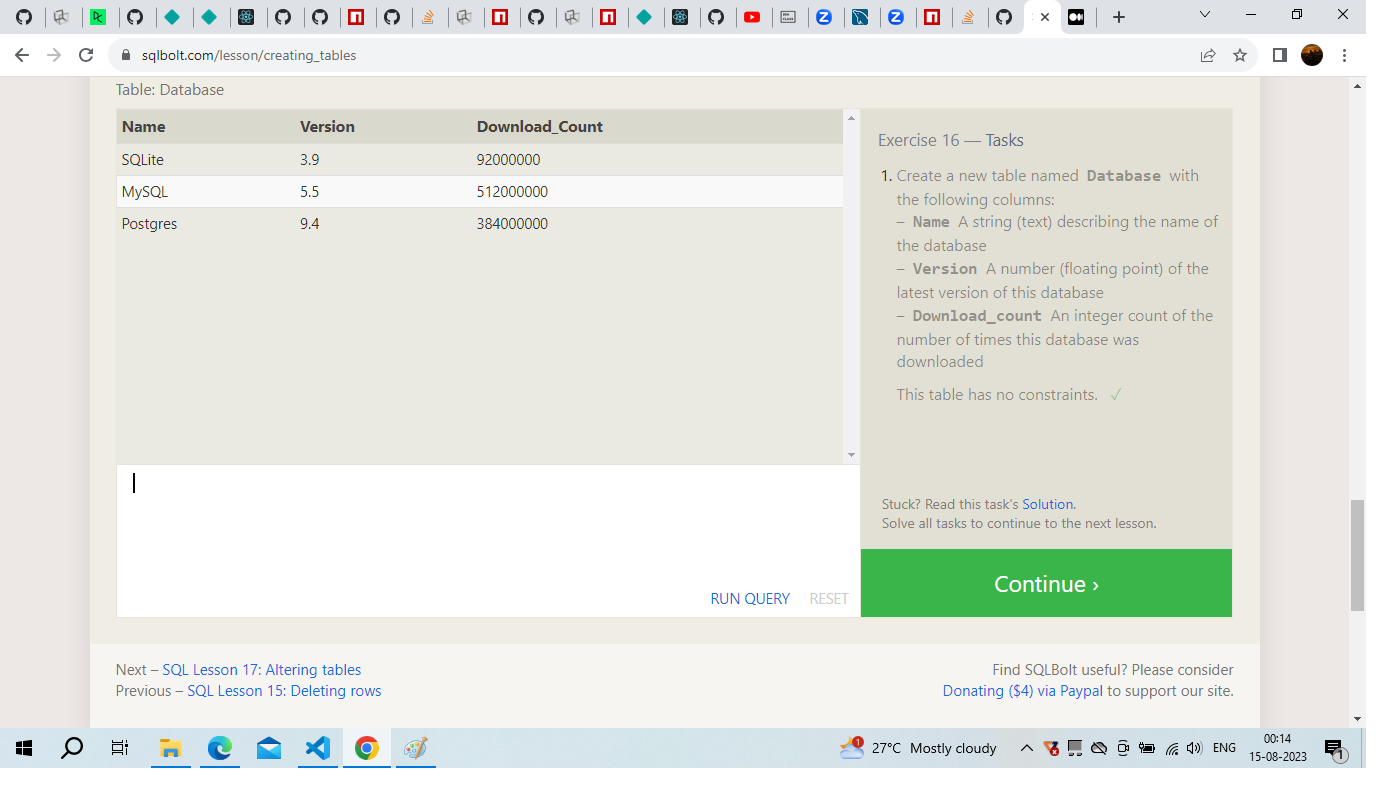 sqlbolt.com/lesson/creating_tables
Table: Database
Name Version Download_Count
SQLite 3.9 92000000
MySQL 5.5 512000000
Postgres 9.4 384000000
Exercise 16 — Tasks
1. Create a new table named Database with
the following columns:
– Name A string (text) describing the name of
the database
– Version A number (floating point) of the
latest version of this database
– Download_count An integer count of the
number of times this database was
downloaded
This table has no constraints. ✓
Stuck? Read this task's Solution.
Solve all tasks to continue to the next lesson.
RUN QUERY RESET
Continue ›
Next – SQL Lesson 17: Altering tables
Previous – SQL Lesson 15: Deleting rows
Find SQLBolt useful? Please consider
Donating ($4) via Paypal to support our site.
1
27°C Mostly cloudy
ENG
00:14
15-08-2023
1